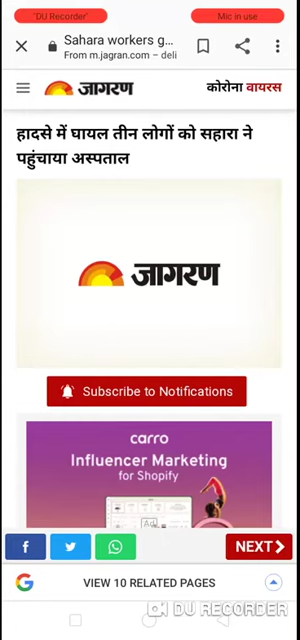 'DU Recorder'
Mic in use
Sahara workers g...
From m.jagran.com – deli
जागरण
कोरोना वायरस
हादसे में घायल तीन लोगों को सहारा ने
पहुंचाया अस्पताल
जागरण
Subscribe to Notifications
carro
Influencer Marketing
for Shopify
Ad
f
NEXT
G
VIEW 10 RELATED PAGES
DU RECORDER